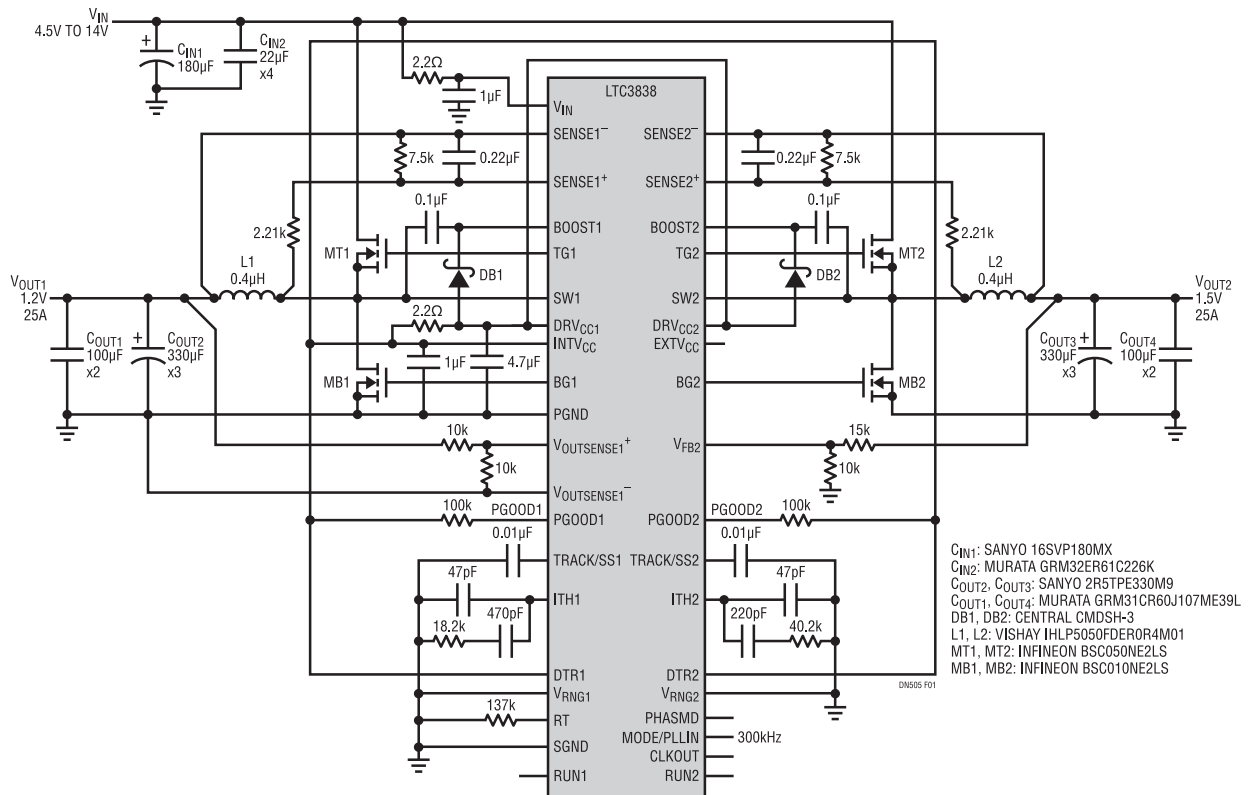 VIN
4.5V TO 14V
CIN1
180µF
CIN2
22µF
x4
2.2Ω
1µF
LTC3838
VIN
SENSE1–
SENSE2–
7.5k
0.22µF
0.22µF
7.5k
SENSE1+
SENSE2+
0.1µF
0.1µF
2.21k
BOOST1
BOOST2
2.21k
MT1
TG1
TG2
MT2
DB1
DB2
L1
0.4µH
L2
0.4µH
VOUT1
1.2V
25A
SW1
SW2
VOUT2
1.5V
25A
2.2Ω
DRVCC1
DRVCC2
INTVCC
EXTVCC
COUT1
100µF
x2
COUT2
330µF
x3
1µF
4.7µF
COUT3
330µF
x3
COUT4
100µF
x2
MB1
BG1
BG2
MB2
PGND
10k
VOUTSENSE1+
VFB2
15k
10k
10k
VOUTSENSE1–
100k
PGOOD1
PGOOD1
PGOOD2
PGOOD2
100k
0.01µF
0.01µF
TRACK/SS1
TRACK/SS2
47pF
47pF
ITH1
ITH2
470pF
220pF
18.2k
40.2k
DTR1
DTR2
VRNG1
VRNG2
137k
RT
PHASMD
MODE/PLLIN
300kHz
SGND
CLKOUT
RUN1
RUN2
CIN1: SANYO 16SVP180MX
CIN2: MURATA GRM32ER61C226K
COUT2, COUT3: SANYO 2R5TPE330M9
COUT1, COUT4: MURATA GRM31CR60J107ME39L
DB1, DB2: CENTRAL CMDSH-3
L1, L2: VISHAY IHLP5050FDER0R4M01
MT1, MT2: INFINEON BSC050NE2LS
MB1, MB2: INFINEON BSC010NE2LS
DN505 F01